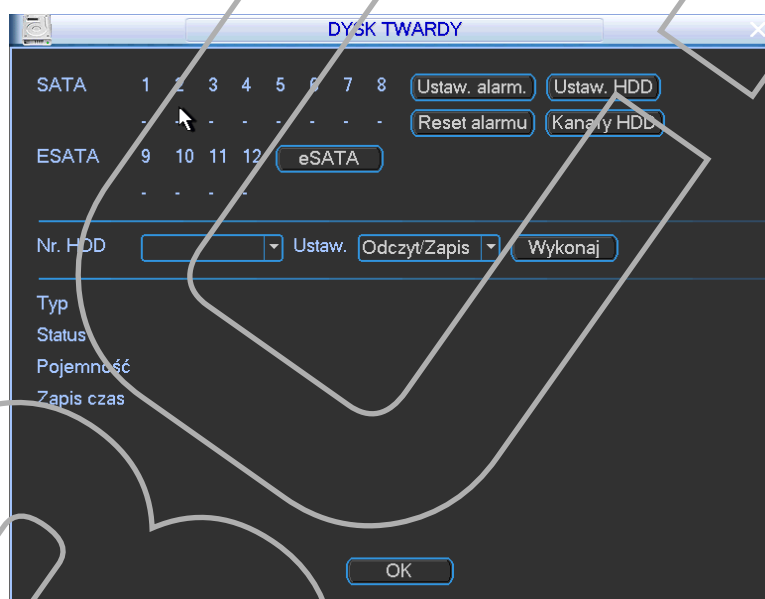 DYSK TWARDY
SATA 1 2 3 4 5 6 7 8 Ustaw. alarm. Ustaw. HDD
- - - - - - - - Reset alarmu Kanały HDD
ESATA 9 10 11 12 eSATA
- - - -
Nr. HDD Ustaw. Odczyt/Zapis Wykonaj
Typ
Status
Pojemność
Zapis czas
OK